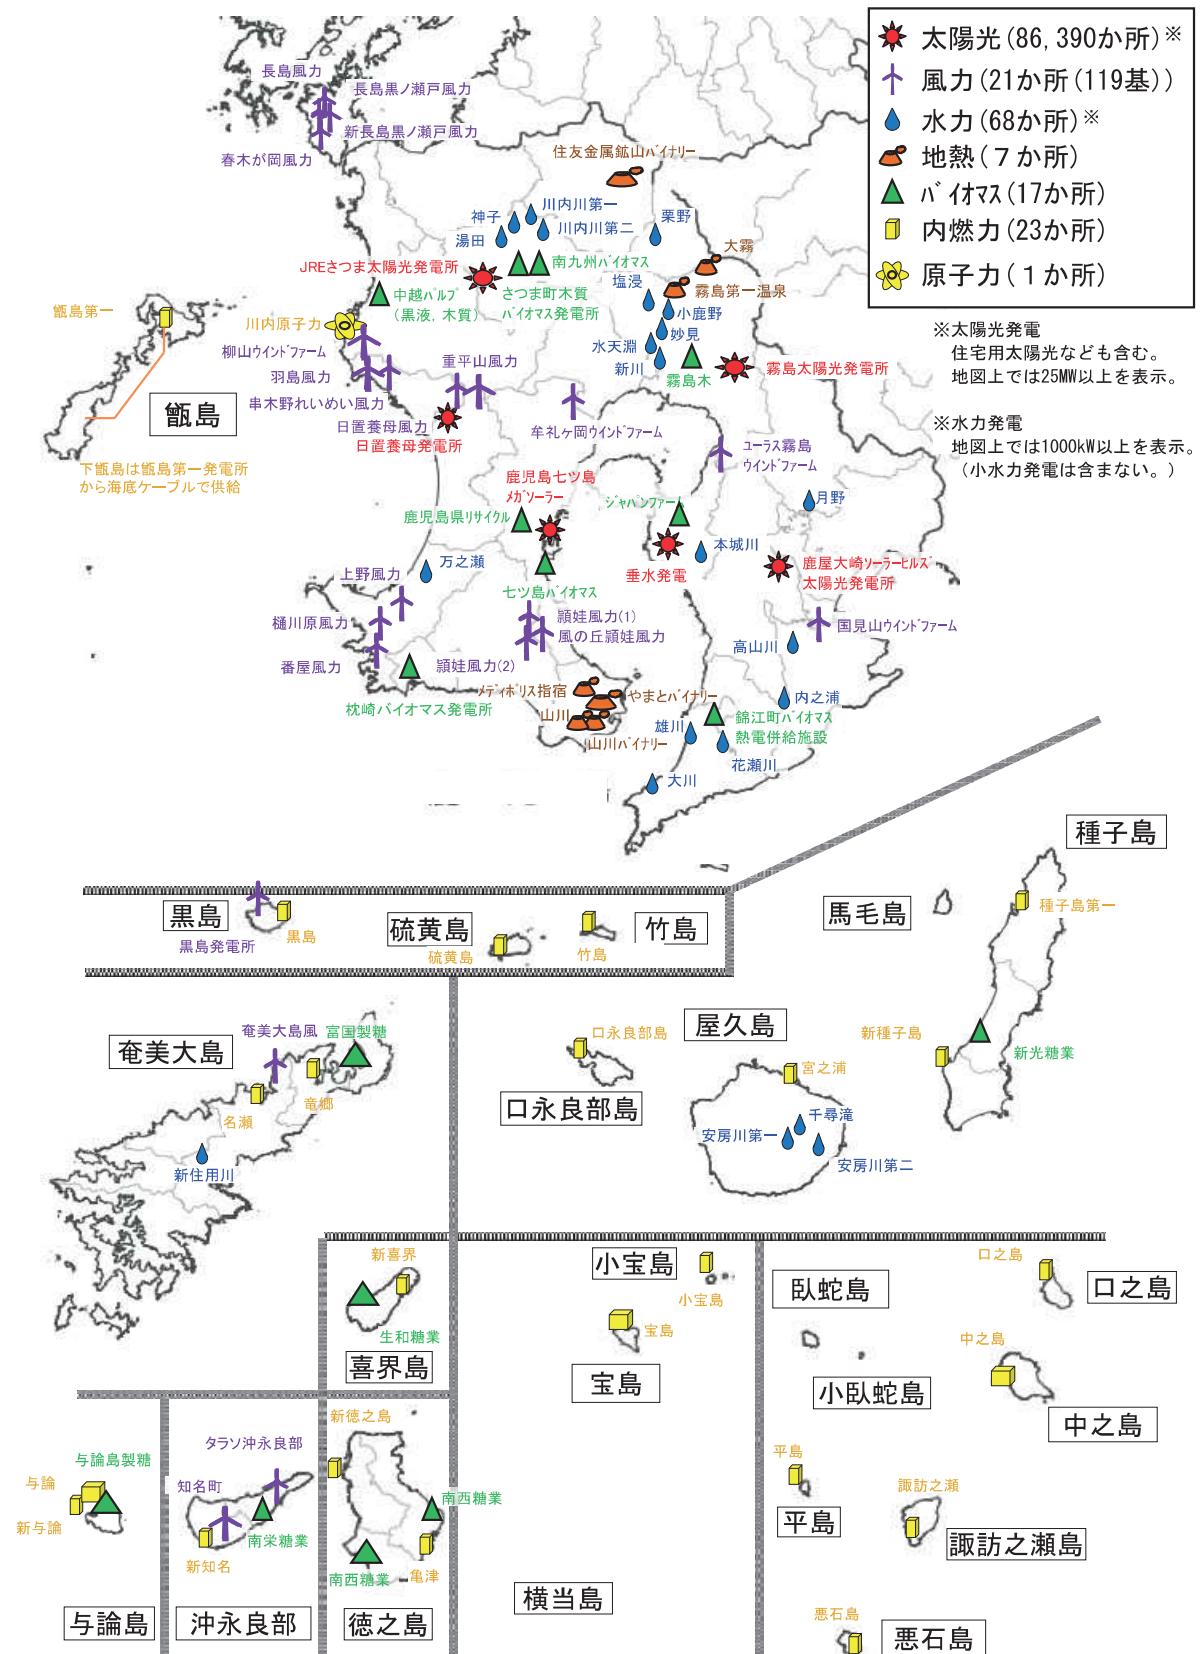 太陽光(86,390か所)※
風力(21か所(119基))
水力(68か所)※
地熱(7か所)
バイオマス(17か所)
内燃力(23か所)
原子力(1か所)
※太陽光発電
住宅用太陽光なども含む。
地図上では25MW以上を表示。
※水力発電
地図上では1000kW以上を表示。
(小水力発電は含まない。)
長島風力
長島黒ノ瀬戸風力
新長島黒ノ瀬戸風力
春木が岡風力
住友金属鉱山バイナリー
川内川第一
神子
川内川第二
湯田
栗野
大霧
JREさつま太陽光発電所
南九州バイオマス
中越パルプ
(黒液,木質)
さつま町木質
バイオマス発電所
塩浸
霧島第一温泉
小鹿野
妙見
水天淵
新川
霧島木
霧島太陽光発電所
甑島第一
甑島
下甑島は甑島第一発電所
から海底ケーブルで供給
川内原子力
柳山ウインドファーム
羽島風力
串木野れいめい風力
重平山風力
日置養母風力
日置養母発電所
牟礼ヶ岡ウインドファーム
ユーラス霧島
ウインドファーム
鹿児島七ツ島
メガソーラー
鹿児島県リサイクル
ジャパンファーム
月野
本城川
垂水発電
鹿屋大崎ソーラーヒルズ
太陽光発電所
万之瀬
上野風力
七ツ島バイオマス
樋川原風力
頴娃風力(1)
風の丘頴娃風力
国見山ウインドファーム
高山川
番屋風力
頴娃風力(2)
枕崎バイオマス発電所
メディポリス指宿
やまとバイナリー
山川
山川バイナリー
内之浦
錦江町バイオマス
熱電併給施設
雄川
花瀬川
大川
種子島
種子島第一
馬毛島
黒島
黒島発電所
黒島
硫黄島
硫黄島
竹島
竹島
新種子島
新光糖業
奄美大島
奄美大島風
富国製糖
竜郷
名瀬
新住用川
口永良部島
口永良部島
屋久島
宮之浦
千尋滝
安房川第一
安房川第二
新喜界
生和糖業
喜界島
小宝島
小宝島
宝島
宝島
臥蛇島
小臥蛇島
口之島
口之島
中之島
中之島
与論島製糖
与論
新与論
与論島
タラソ沖永良部
知名町
南栄糖業
新知名
沖永良部
新徳之島
南西糖業
南西糖業
亀津
徳之島
横当島
平島
平島
諏訪之瀬
諏訪之瀬島
悪石島
悪石島